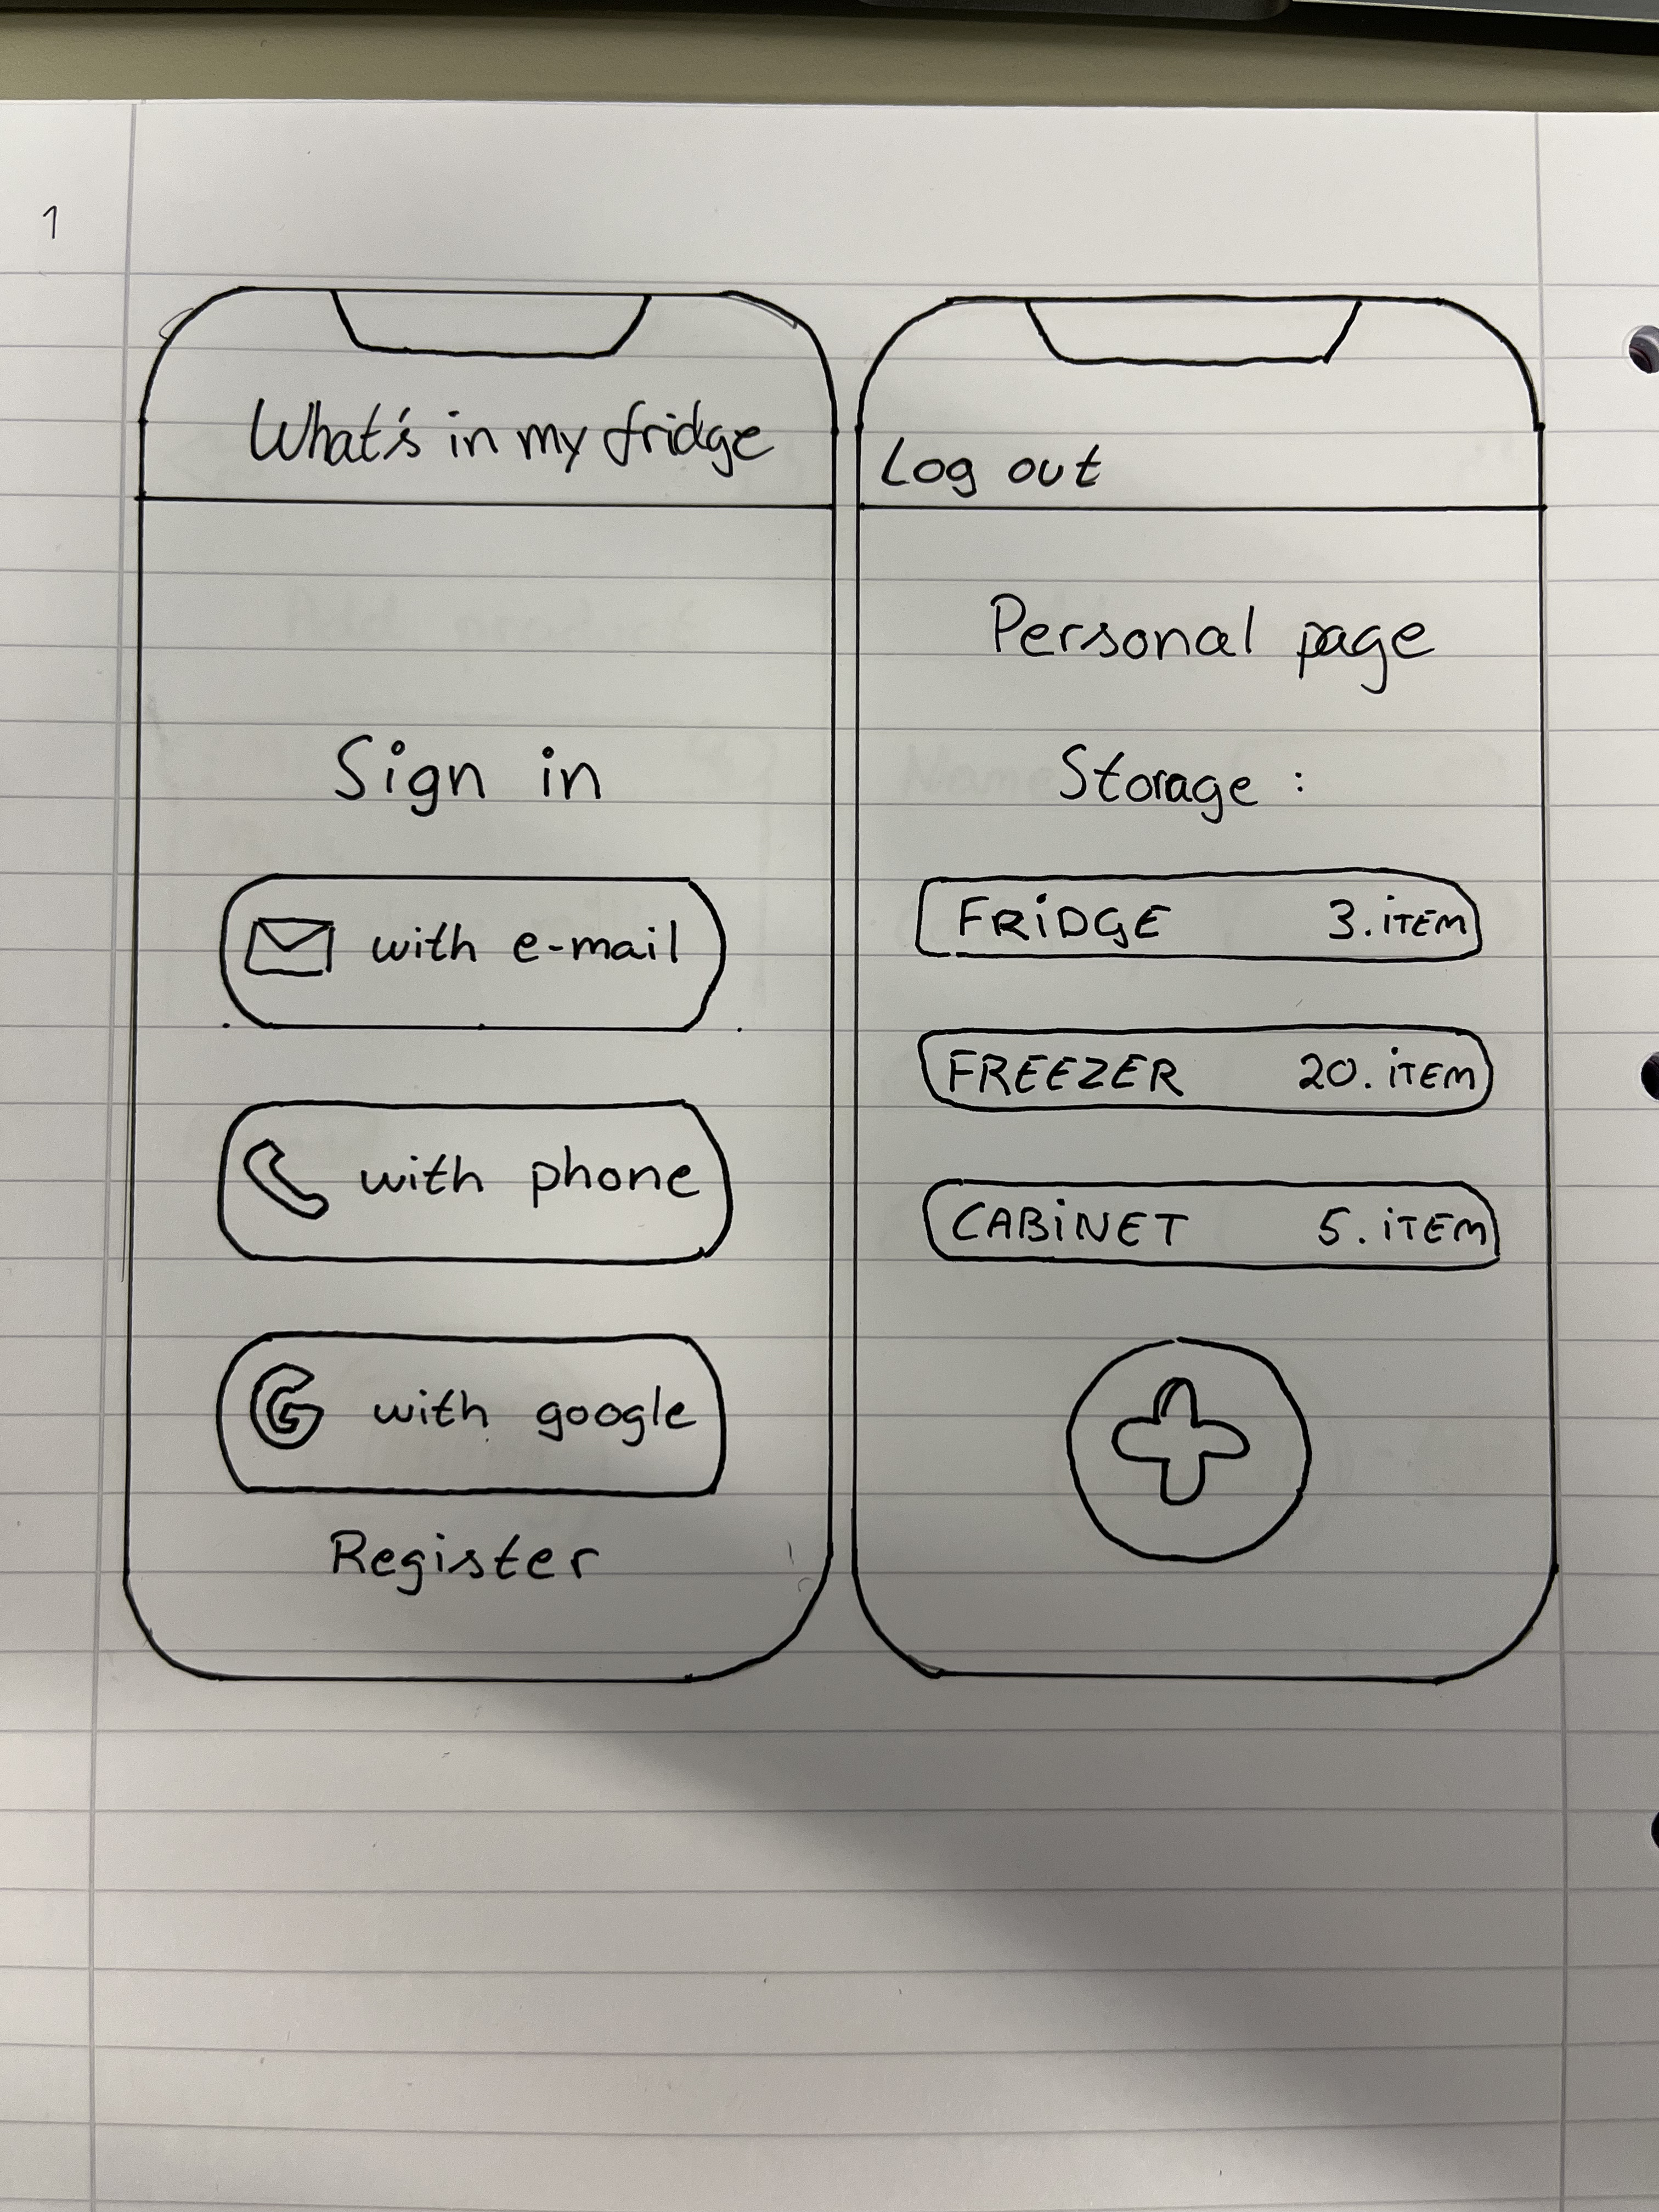 1
What's in my fridge
Sign in
with e-mail
with phone
G with google
Register
Log out
Personal page
Storage :
FRiDGE 3. iTEM
FREEZER 20. iTEM
CABiNET 5. iTEM